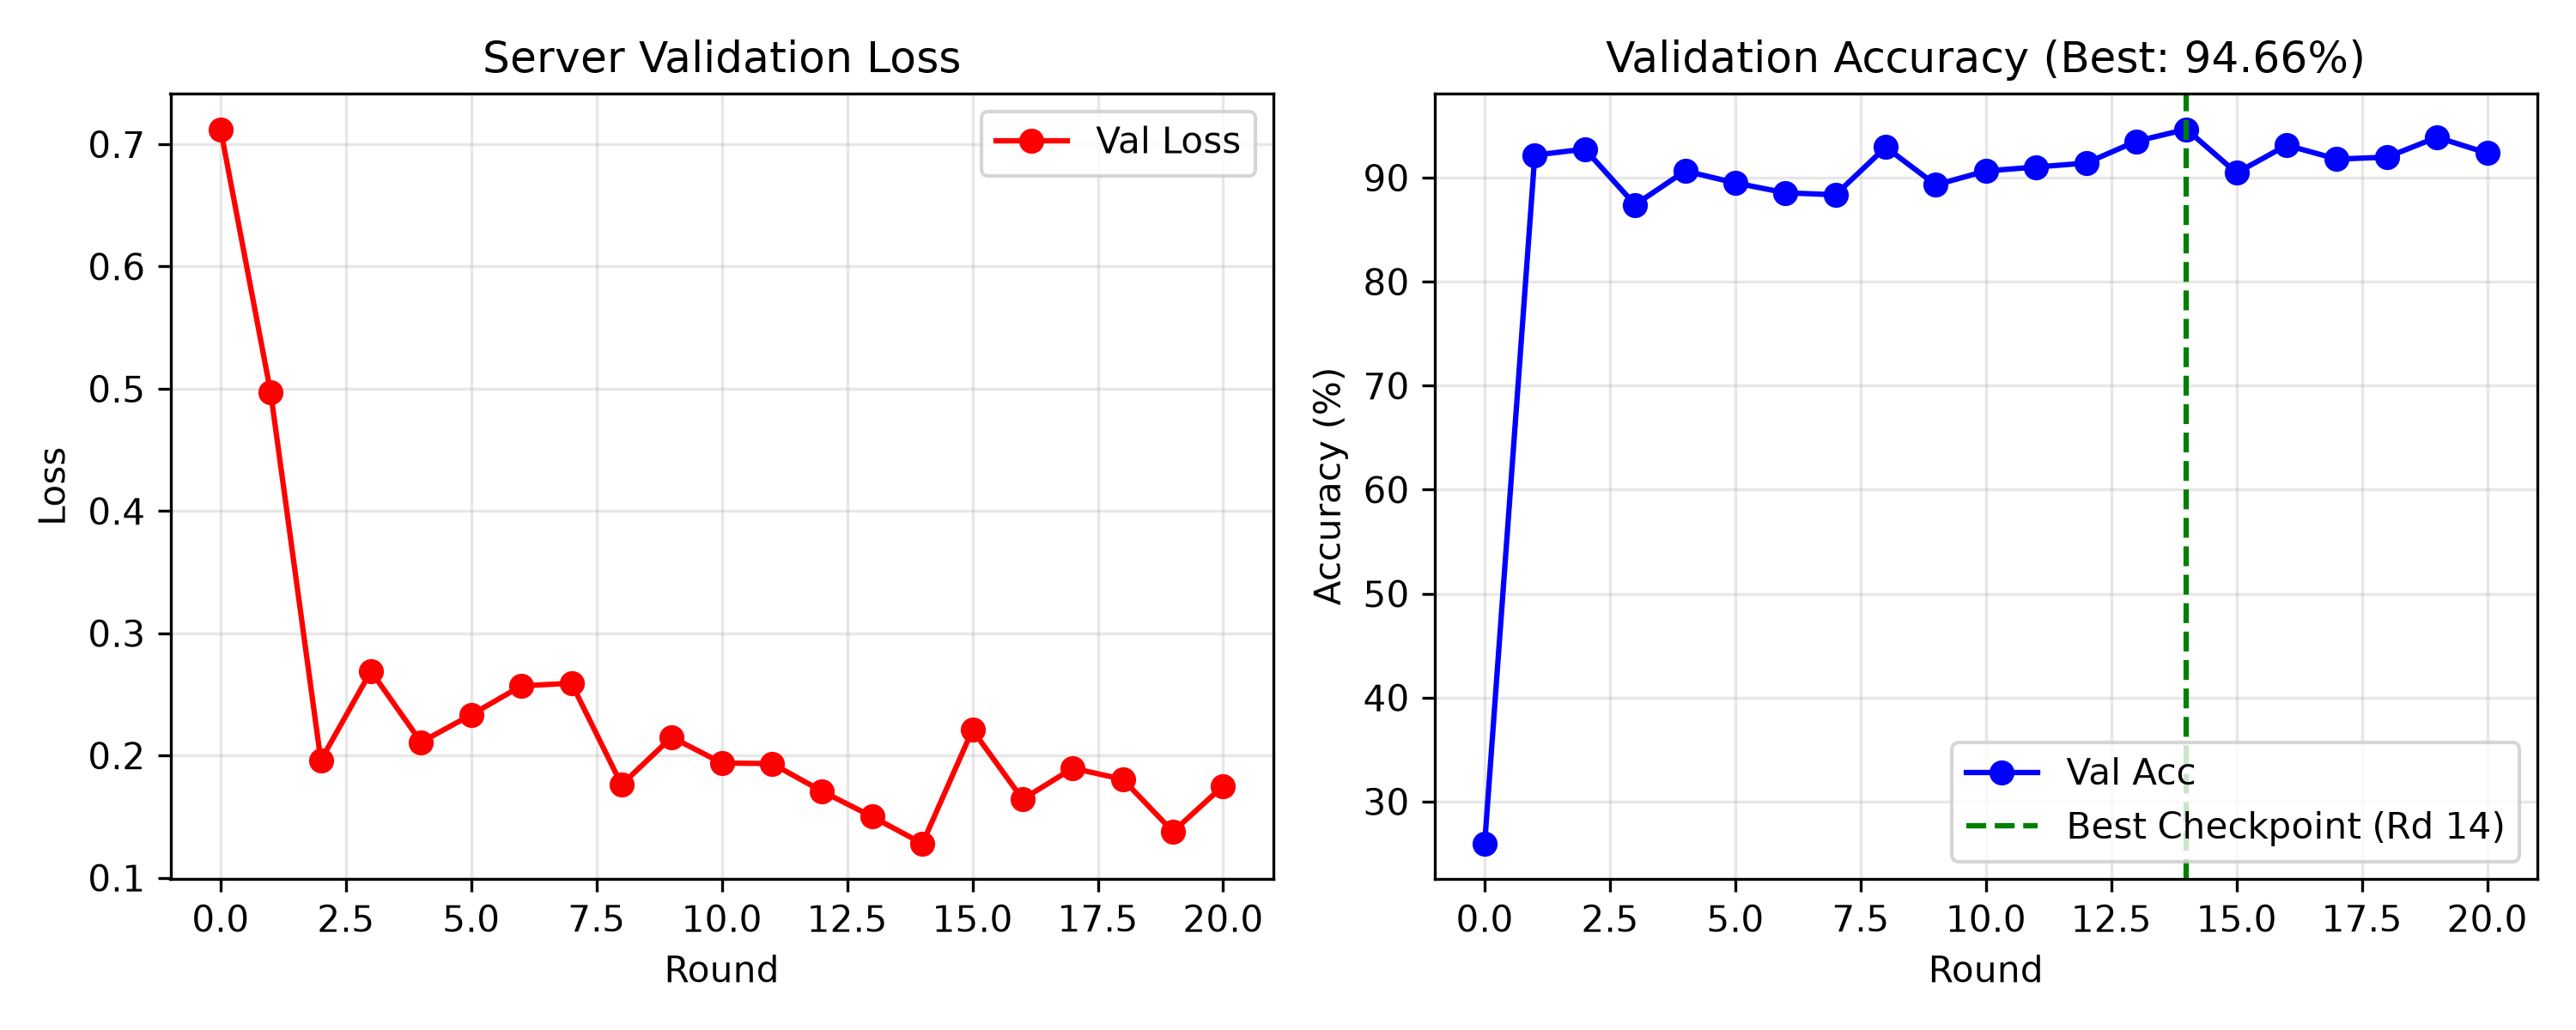 Server Validation Loss
Val Loss
Loss
0.7
0.6
0.5
0.4
0.3
0.2
0.1
0.0 2.5 5.0 7.5 10.0 12.5 15.0 17.5 20.0
Round
Validation Accuracy (Best: 94.66%)
Accuracy (%)
90
80
70
60
50
40
30
Val Acc
Best Checkpoint (Rd 14)
0.0 2.5 5.0 7.5 10.0 12.5 15.0 17.5 20.0
Round